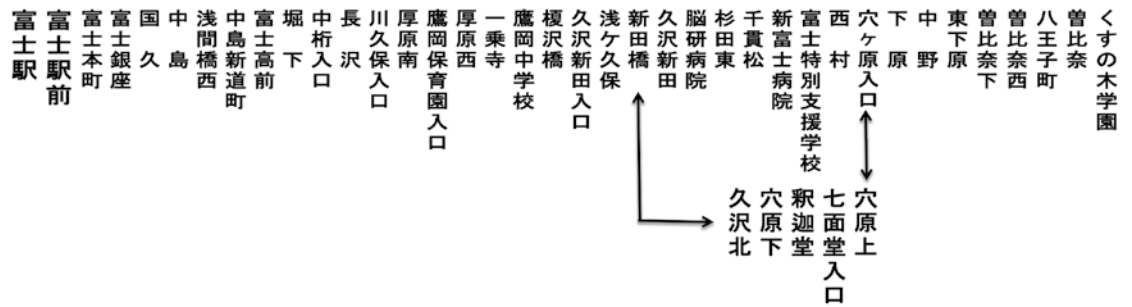 富士駅
富士駅前
富士本町
富士銀座
国久
中島
浅間橋西
中島新道町
富士高前
堀下
中桁入口
長沢
川久保入口
厚原南
鷹岡保育園入口
厚原西
一乗寺
鷹岡中学校
榎沢橋
久沢新田入口
浅ケ久保
新田橋
久沢新田
脳研病院
杉田東
千貫松
新富士病院
富士特別支援学校
西村
穴ヶ原入口
下原
中野
東下原
曽比奈下
曽比奈西
八王子町
曽比奈
くすの木学園
久沢北
穴原下
釈迦堂
七面堂入口
穴原上